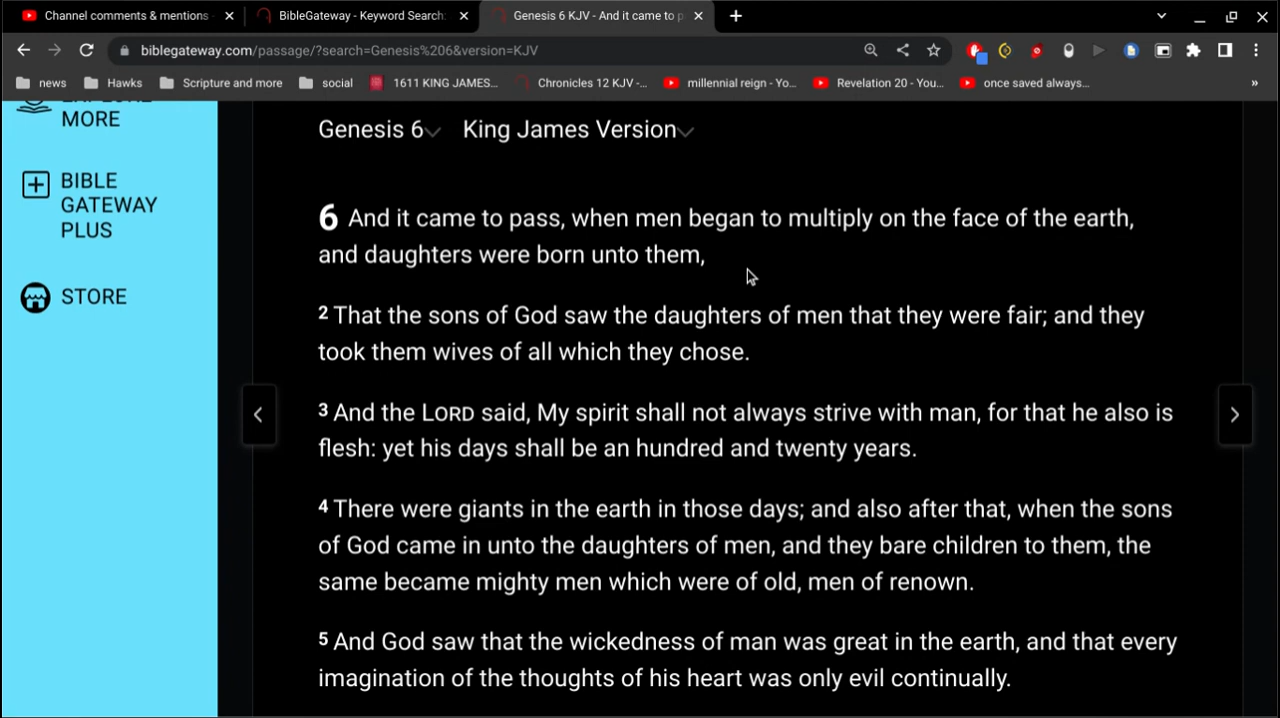 Channel comments & mentions
BibleGateway - Keyword Search:
Genesis 6 KJV - And it came to p
biblegateway.com/passage/?search=Genesis%206&version=KJV
news
Hawks
Scripture and more
social
1611 KING JAMES...
Chronicles 12 KJV -...
millennial reign - Yo...
Revelation 20 - You...
once saved always...
»
EXPLORE
MORE
BIBLE
GATEWAY
PLUS
STORE
Genesis 6 King James Version
6 And it came to pass, when men began to multiply on the face of the earth,
and daughters were born unto them,
2 That the sons of God saw the daughters of men that they were fair; and they
took them wives of all which they chose.
3 And the LORD said, My spirit shall not always strive with man, for that he also is
flesh: yet his days shall be an hundred and twenty years.
4 There were giants in the earth in those days; and also after that, when the sons
of God came in unto the daughters of men, and they bare children to them, the
same became mighty men which were of old, men of renown.
5 And God saw that the wickedness of man was great in the earth, and that every
imagination of the thoughts of his heart was only evil continually.